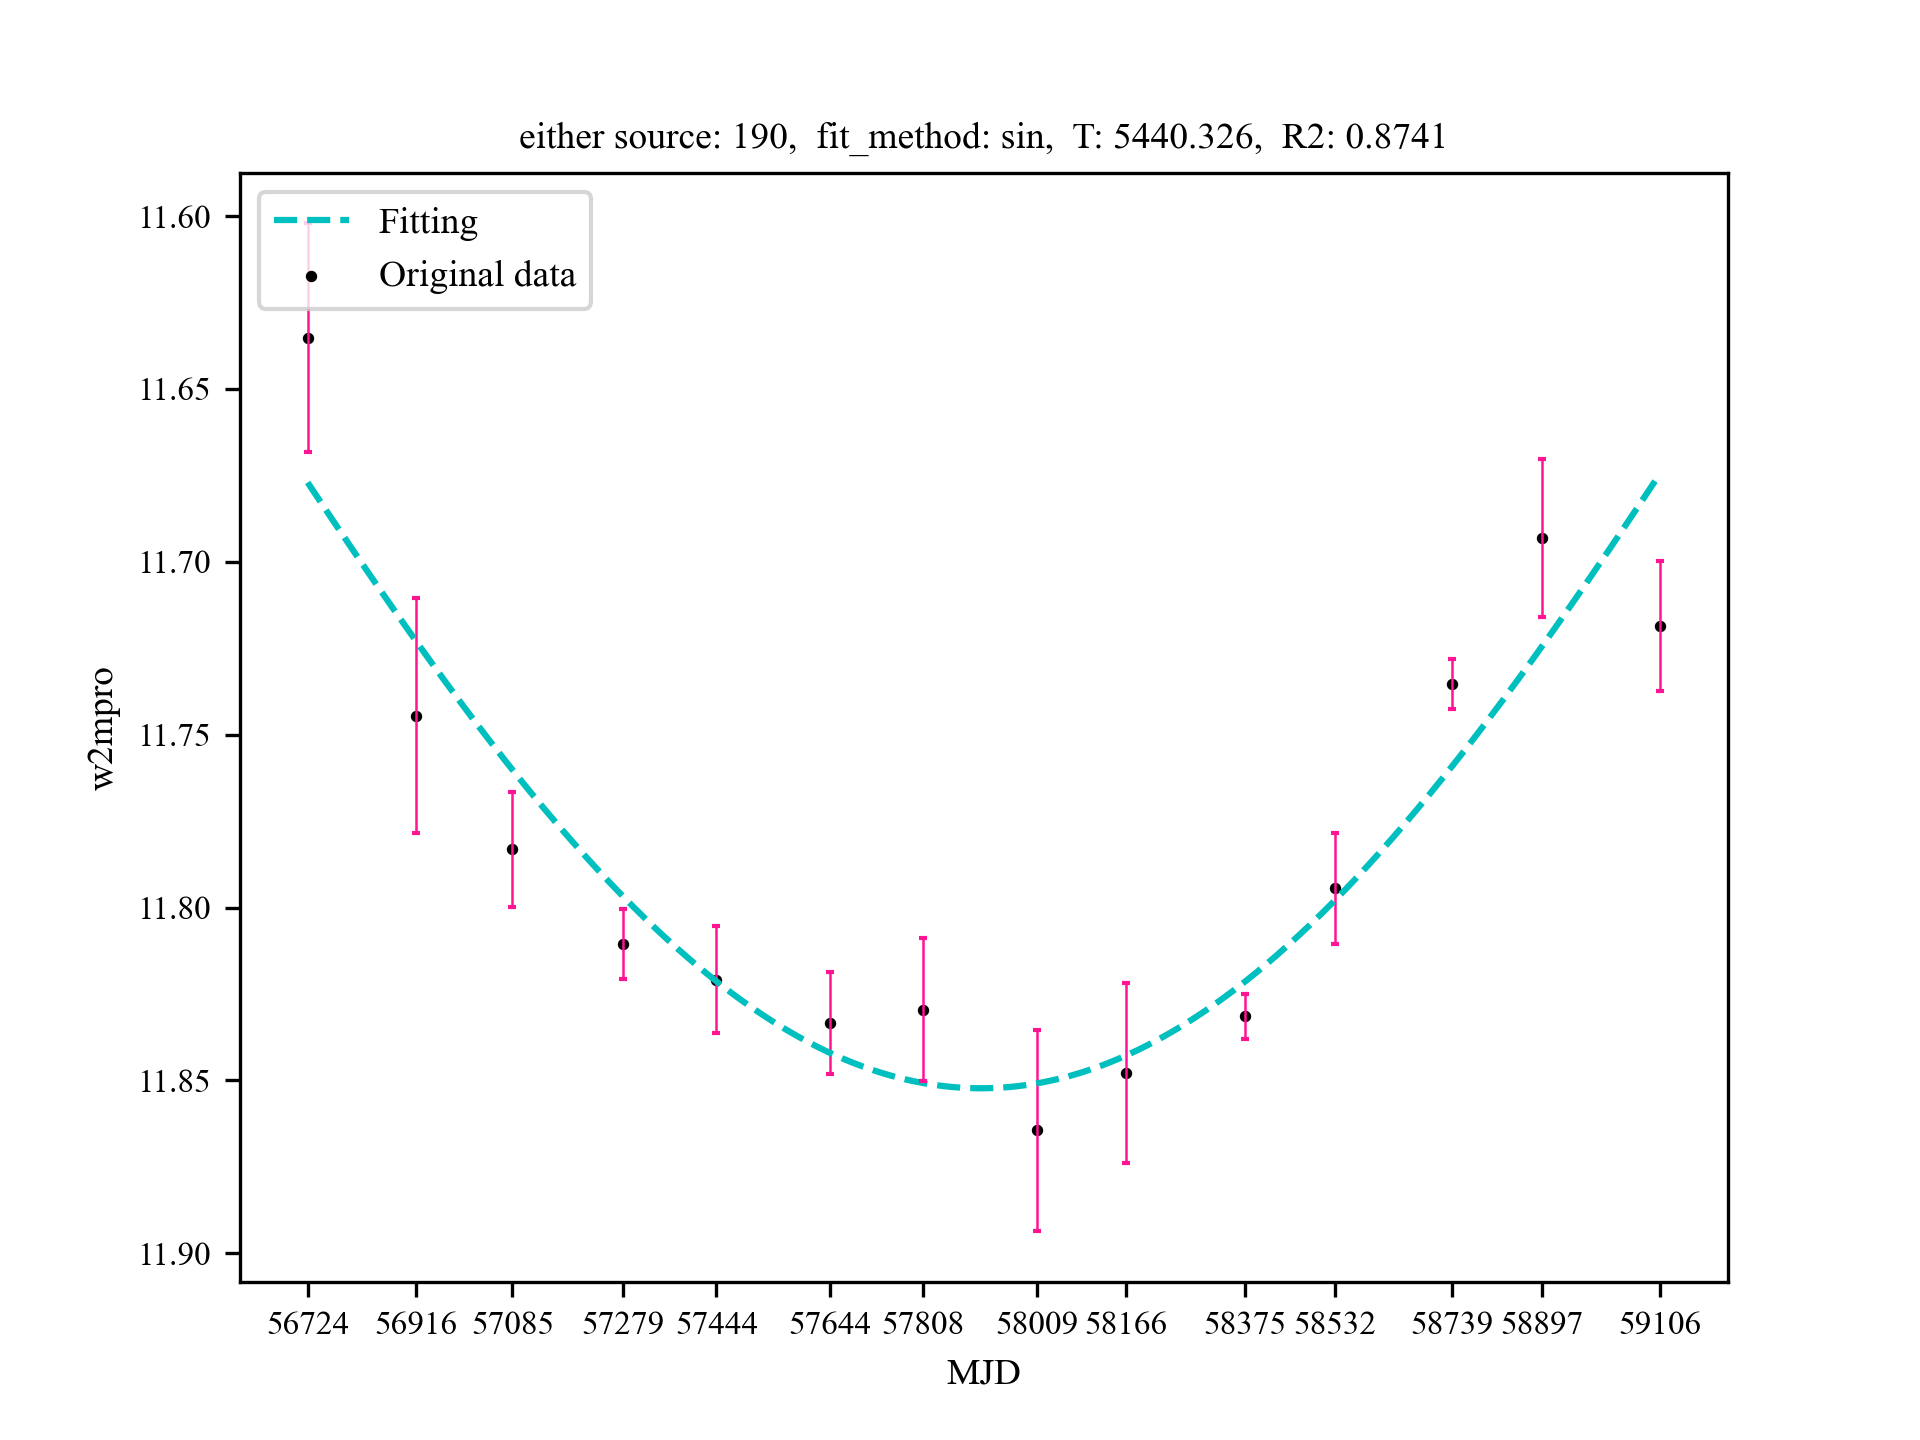 either source: 190,  fit_method: sin,  T: 5440.326,  R2: 0.8741
Fitting
Original data
11.60
11.65
11.70
11.75
11.80
11.85
11.90
w2mpro
56724 56916 57085 57279 57444 57644 57808 58009 58166 58375 58532 58739 58897 59106
MJD